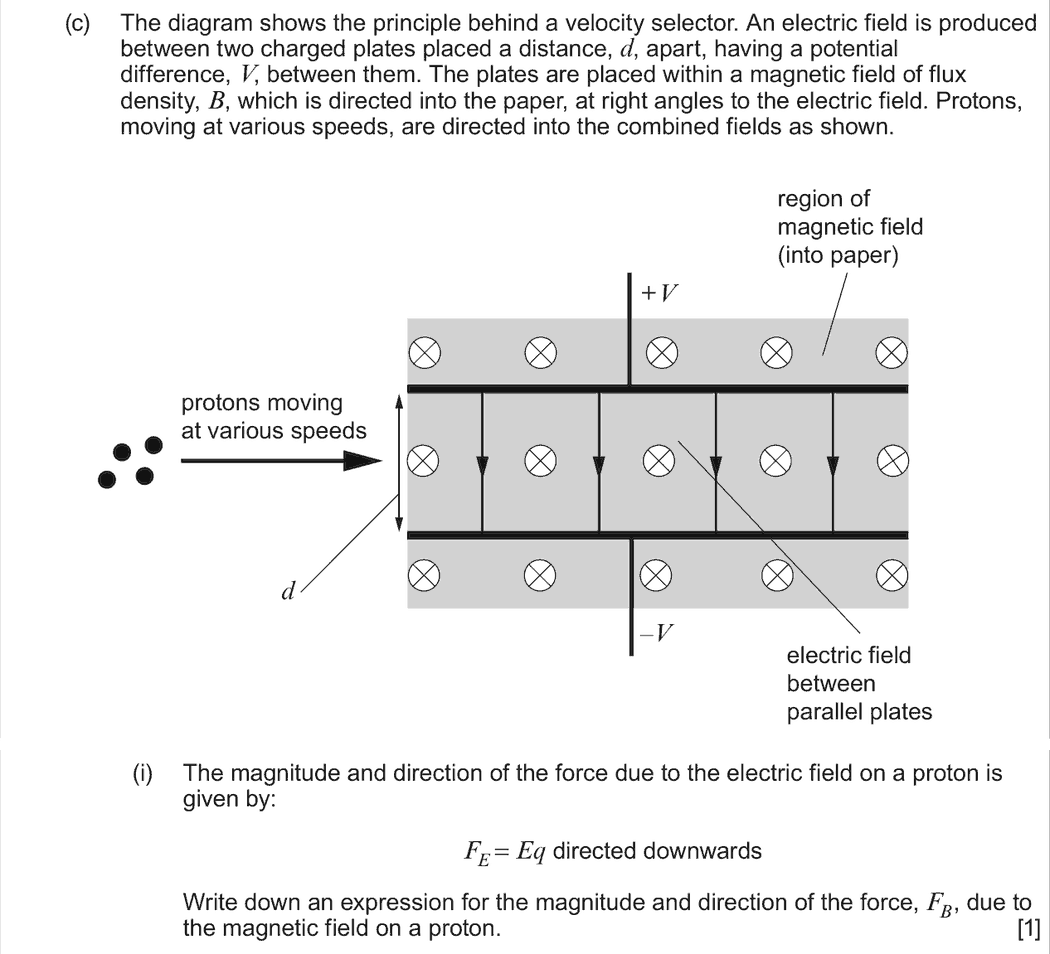 (c) The diagram shows the principle behind a velocity selector. An electric field is produced
between two charged plates placed a distance, d, apart, having a potential
difference, V, between them. The plates are placed within a magnetic field of flux
density, B, which is directed into the paper, at right angles to the electric field. Protons,
moving at various speeds, are directed into the combined fields as shown.
region of
magnetic field
(into paper)
+V
protons moving
at various speeds
d
–V
electric field
between
parallel plates
(i) The magnitude and direction of the force due to the electric field on a proton is
given by:
F_E = Eq directed downwards
Write down an expression for the magnitude and direction of the force, F_B, due to
the magnetic field on a proton. [1]